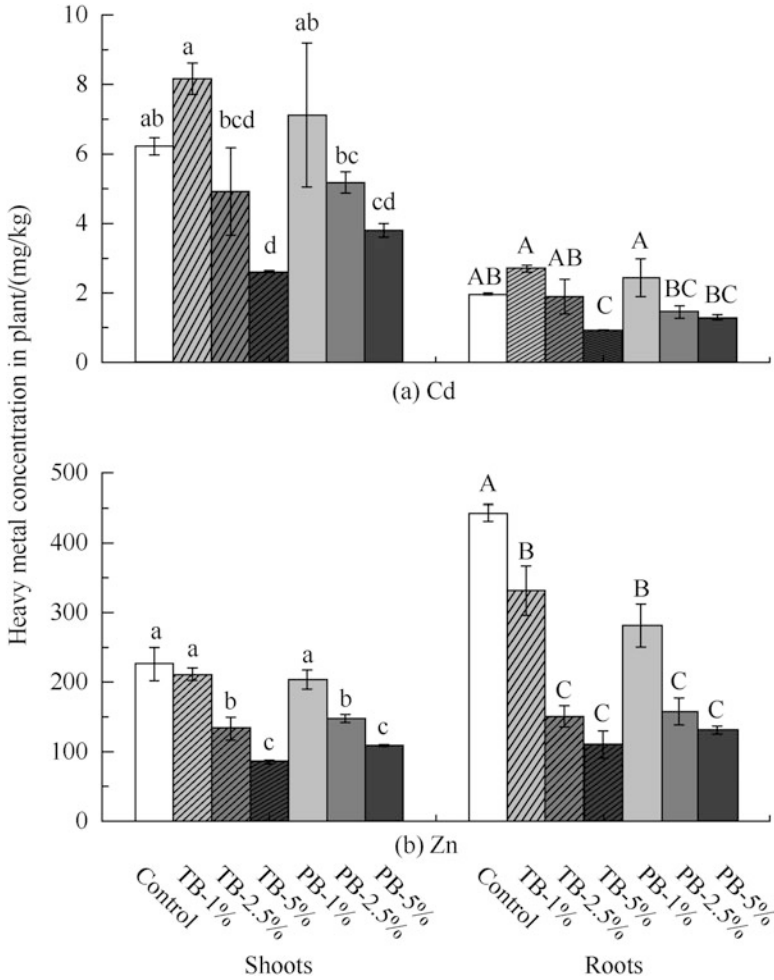 Heavy metal concentration in plant/(mg/kg)
10
8
6
4
2
0
ab
a
bcd
d
ab
bc
cd
AB
A
AB
C
A
BC
BC
(a) Cd
500
400
300
200
100
0
a
a
b
c
a
b
c
A
B
C
C
B
C
C
(b) Zn
Control
TB-1%
TB-2.5%
TB-5%
PB-1%
PB-2.5%
PB-5%
Control
TB-1%
TB-2.5%
TB-5%
PB-1%
PB-2.5%
PB-5%
Shoots
Roots